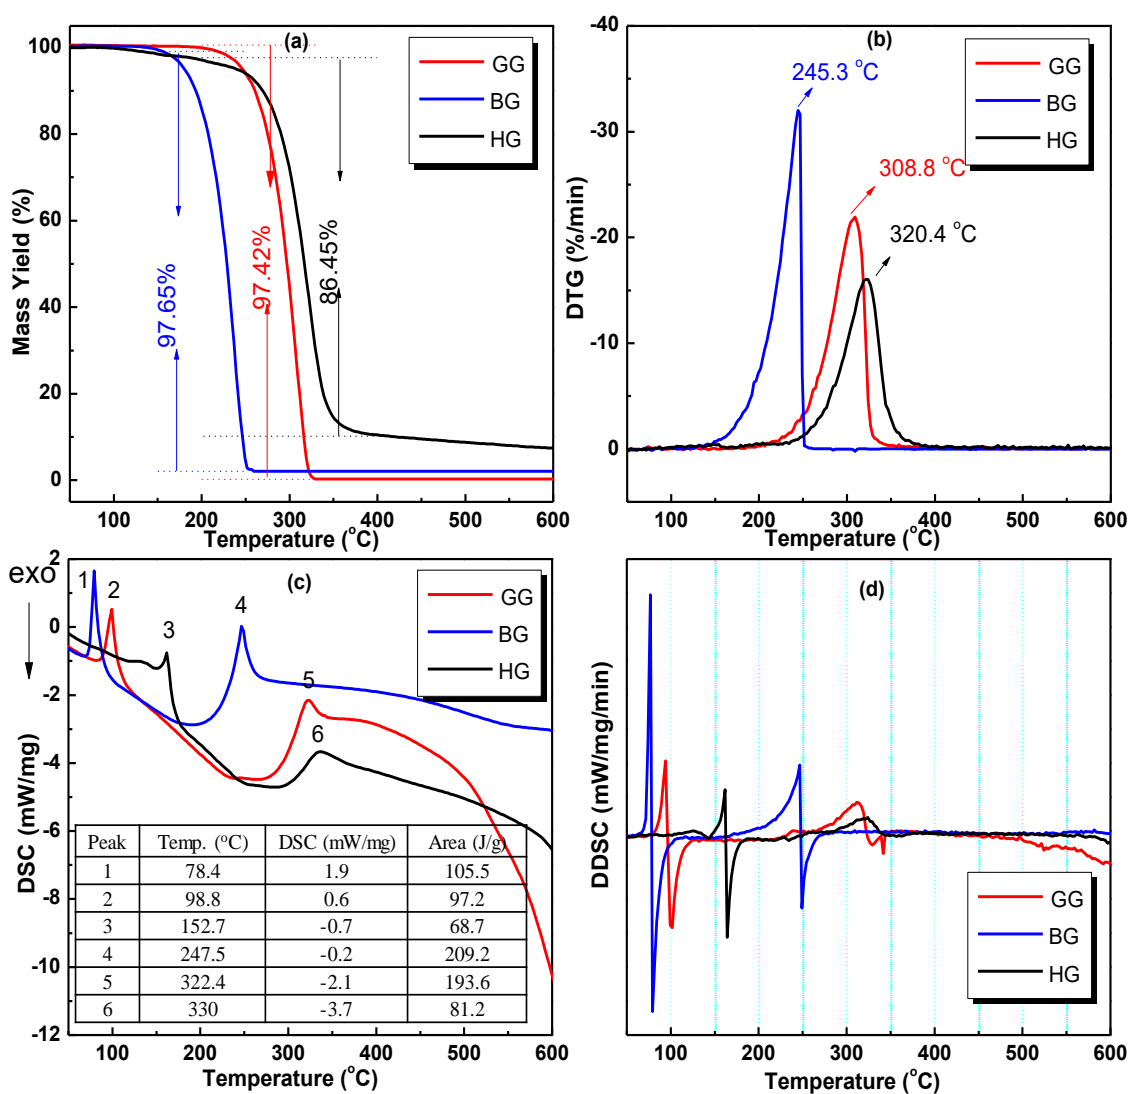 (a)
GG
BG
HG
97.65%
97.42%
86.45%
100
80
60
40
20
0
Mass Yield (%)
100 200 300 400 500 600
Temperature (°C)
(b)
GG
BG
HG
245.3 °C
308.8 °C
320.4 °C
-40
-30
-20
-10
0
DTG (%/min)
100 200 300 400 500 600
Temperature (°C)
exo
(c)
GG
BG
HG
1
2
3
4
5
6
2
0
-2
-4
-6
-8
-10
-12
DSC (mW/mg)
Peak Temp. (°C) DSC (mW/mg) Area (J/g)
1 78.4 1.9 105.5
2 98.8 0.6 97.2
3 152.7 -0.7 68.7
4 247.5 -0.2 209.2
5 322.4 -2.1 193.6
6 330 -3.7 81.2
100 200 300 400 500 600
Temperature (°C)
(d)
GG
BG
HG
DDSC (mW/mg/min)
100 200 300 400 500 600
Temperature (°C)